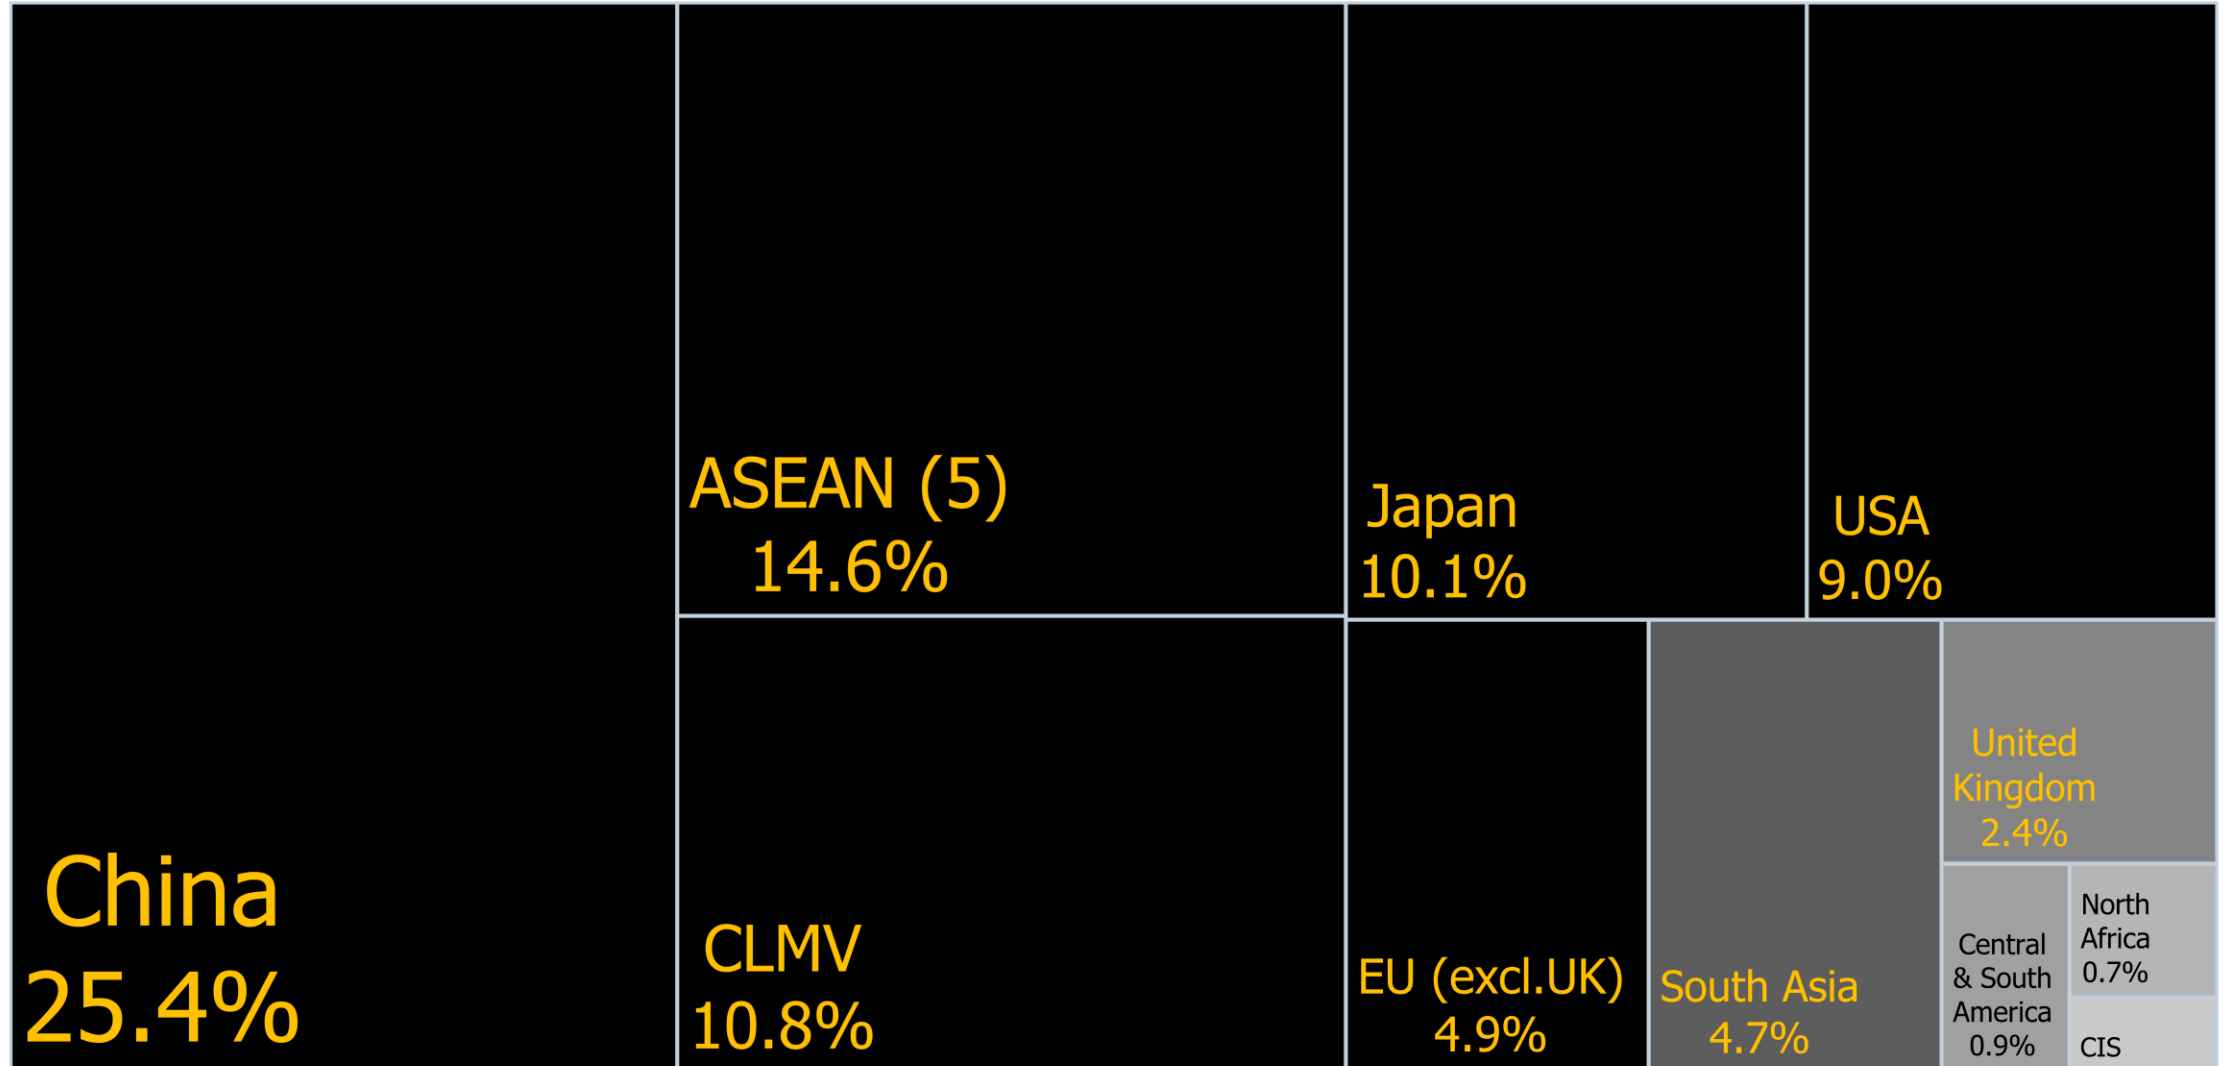 China
25.4%
ASEAN (5)
14.6%
CLMV
10.8%
Japan
10.1%
USA
9.0%
EU (excl.UK)
4.9%
South Asia
4.7%
United
Kingdom
2.4%
Central
& South
America
0.9%
North
Africa
0.7%
CIS